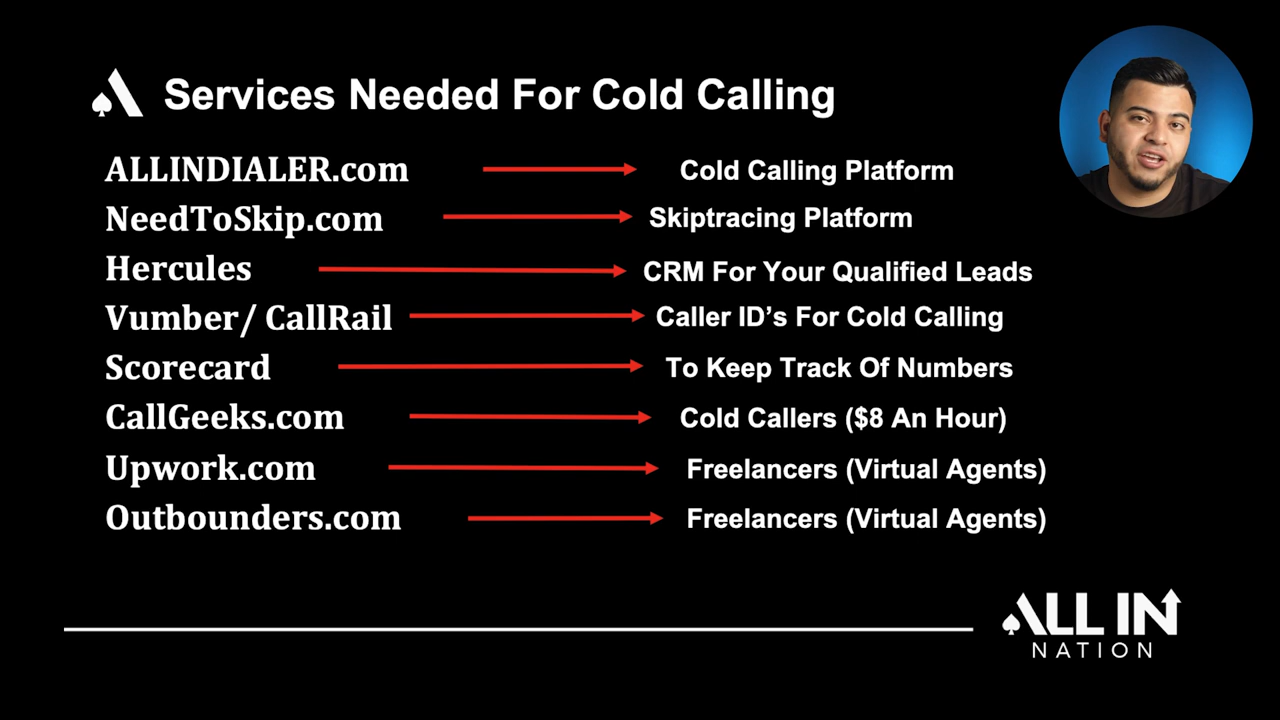 Services Needed For Cold Calling
ALLINDIALER.com Cold Calling Platform
NeedToSkip.com Skiptracing Platform
Hercules CRM For Your Qualified Leads
Vumber/ CallRail Caller ID's For Cold Calling
Scorecard To Keep Track Of Numbers
CallGeeks.com Cold Callers ($8 An Hour)
Upwork.com Freelancers (Virtual Agents)
Outbounders.com Freelancers (Virtual Agents)
ALL IN
NATION